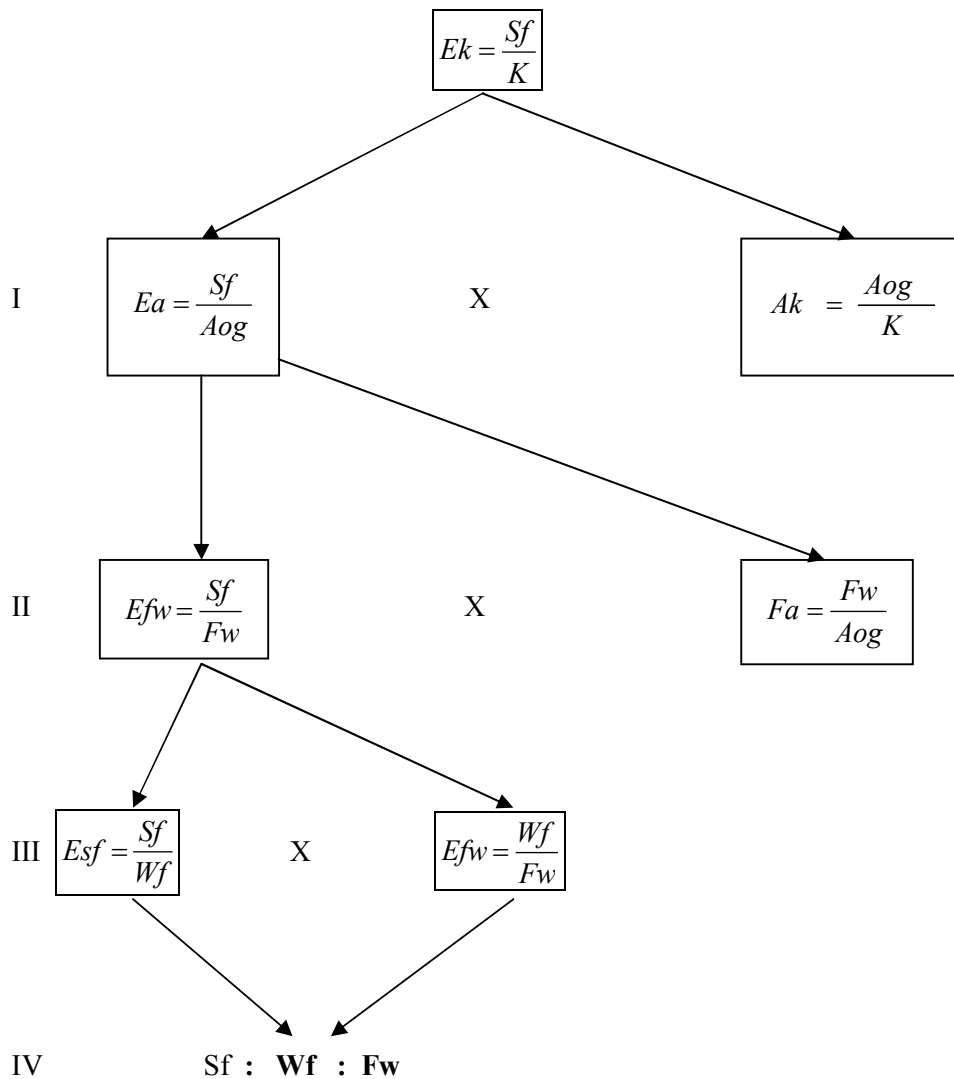 Ek = Sf/K
I Ea = Sf/Aog X Ak = Aog/K
II Efw = Sf/Fw X Fa = Fw/Aog
III Esf = Sf/Wf X Efw = Wf/Fw
IV Sf : Wf : Fw